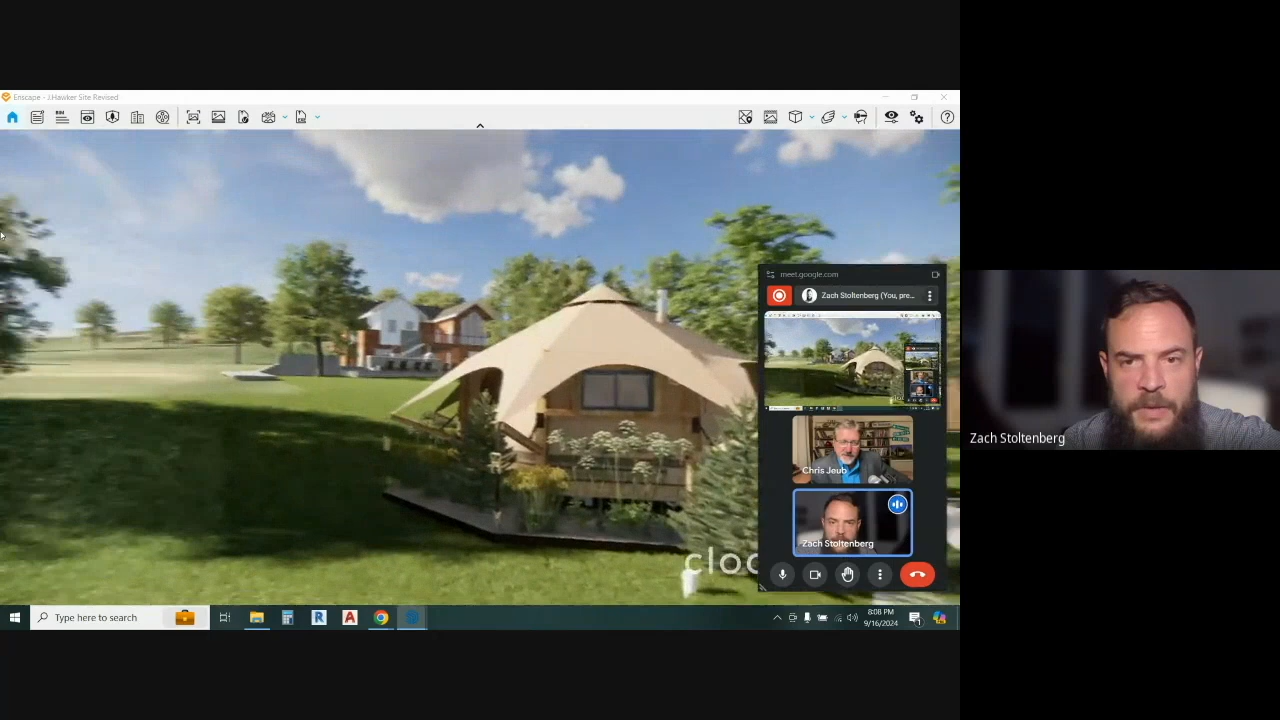 Enscape - J.Hawker Site Revised
meet.google.com
Zach Stoltenberg (You, pre...
Chris Jeub
Zach Stoltenberg
cloc
Type here to search
8:08 PM
9/16/2024
Zach Stoltenberg